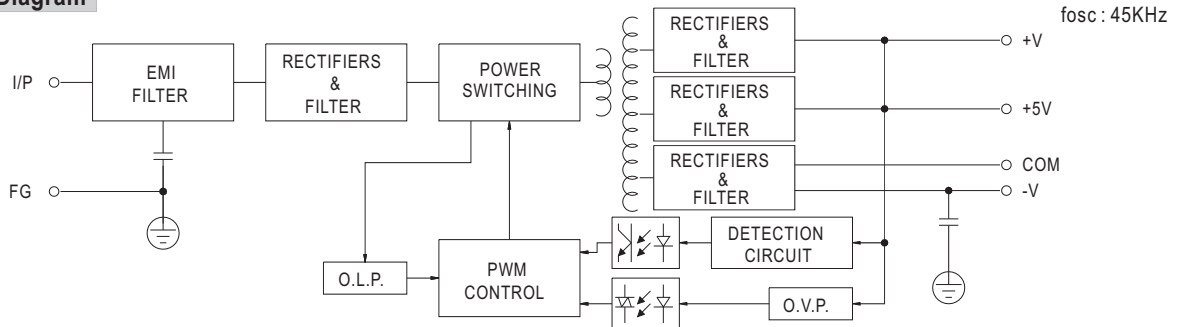 Diagram
fosc : 45KHz
I/P
EMI
FILTER
RECTIFIERS
&
FILTER
POWER
SWITCHING
RECTIFIERS
&
FILTER
+V
RECTIFIERS
&
FILTER
+5V
RECTIFIERS
&
FILTER
COM
-V
FG
DETECTION
CIRCUIT
O.L.P.
PWM
CONTROL
O.V.P.